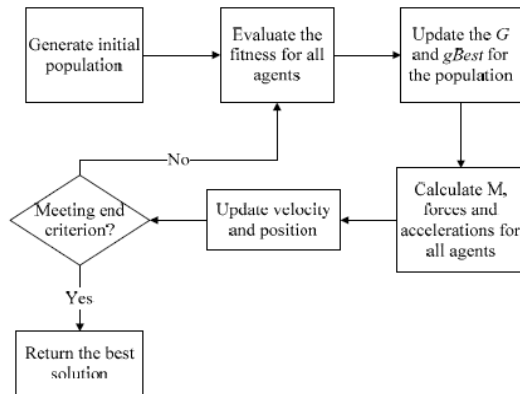 Generate initial
population
Evaluate the
fitness for all
agents
Update the G
and gBest for
the population
Calculate M,
forces and
accelerations for
all agents
Update velocity
and position
Meeting end
criterion?
No
Yes
Return the best
solution